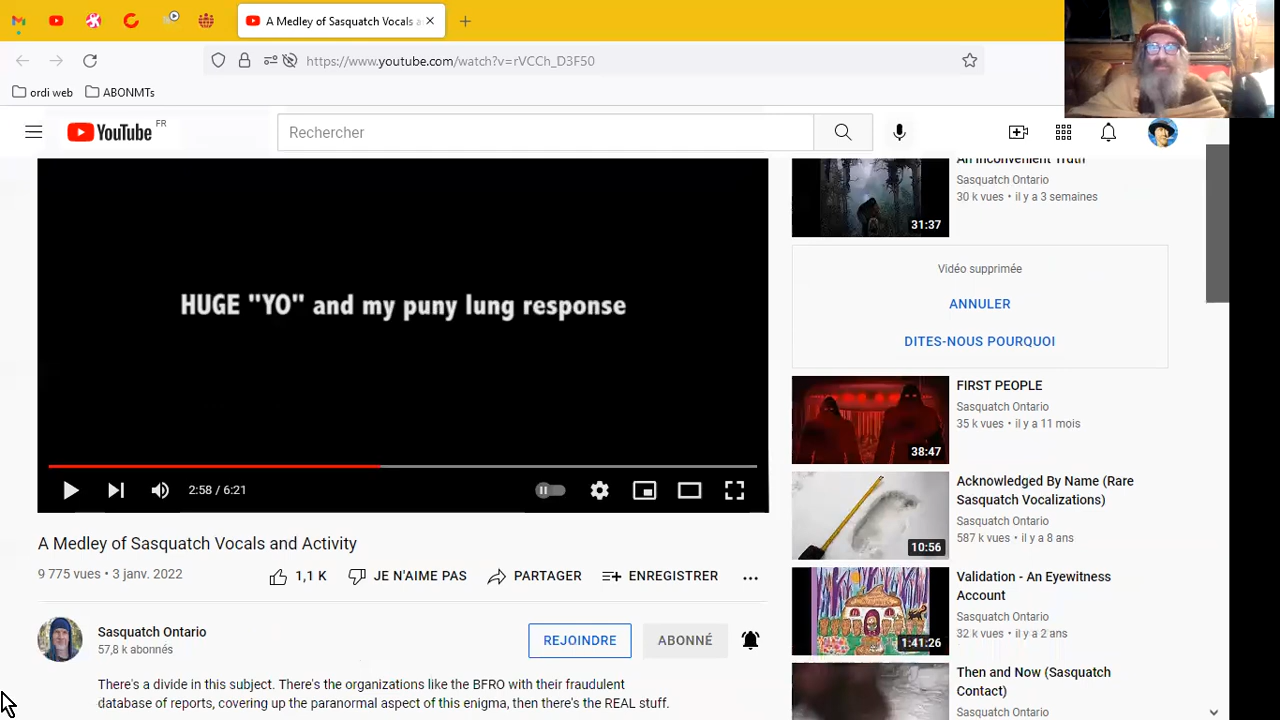 A Medley of Sasquatch Vocals a
https://www.youtube.com/watch?v=rVCCh_D3F50
ordi web
ABONMTs
YouTube FR
Rechercher
HUGE "YO" and my puny lung response
2:58 / 6:21
A Medley of Sasquatch Vocals and Activity
9 775 vues • 3 janv. 2022
1,1 K
JE N'AIME PAS
PARTAGER
ENREGISTRER
Sasquatch Ontario
57,8 k abonnés
REJOINDRE
ABONNÉ
There's a divide in this subject. There's the organizations like the BFRO with their fraudulent
database of reports, covering up the paranormal aspect of this enigma, then there's the REAL stuff.
An Inconvenient Truth
Sasquatch Ontario
30 k vues • il y a 3 semaines
31:37
Vidéo supprimée
ANNULER
DITES-NOUS POURQUOI
FIRST PEOPLE
Sasquatch Ontario
35 k vues • il y a 11 mois
38:47
Acknowledged By Name (Rare
Sasquatch Vocalizations)
Sasquatch Ontario
587 k vues • il y a 8 ans
10:56
Validation - An Eyewitness
Account
Sasquatch Ontario
32 k vues • il y a 2 ans
1:41:26
Then and Now (Sasquatch
Contact)
Sasquatch Ontario